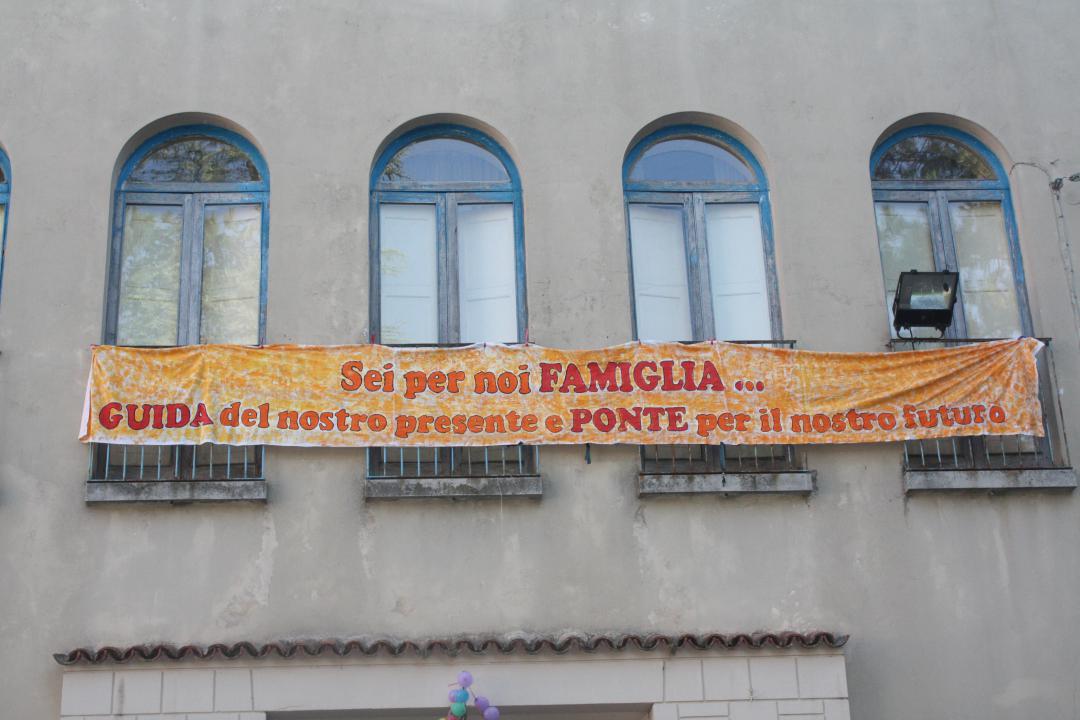 Sei per noi FAMIGLIA ...
GUIDA del nostro presente e PONTE per il nostro futuro